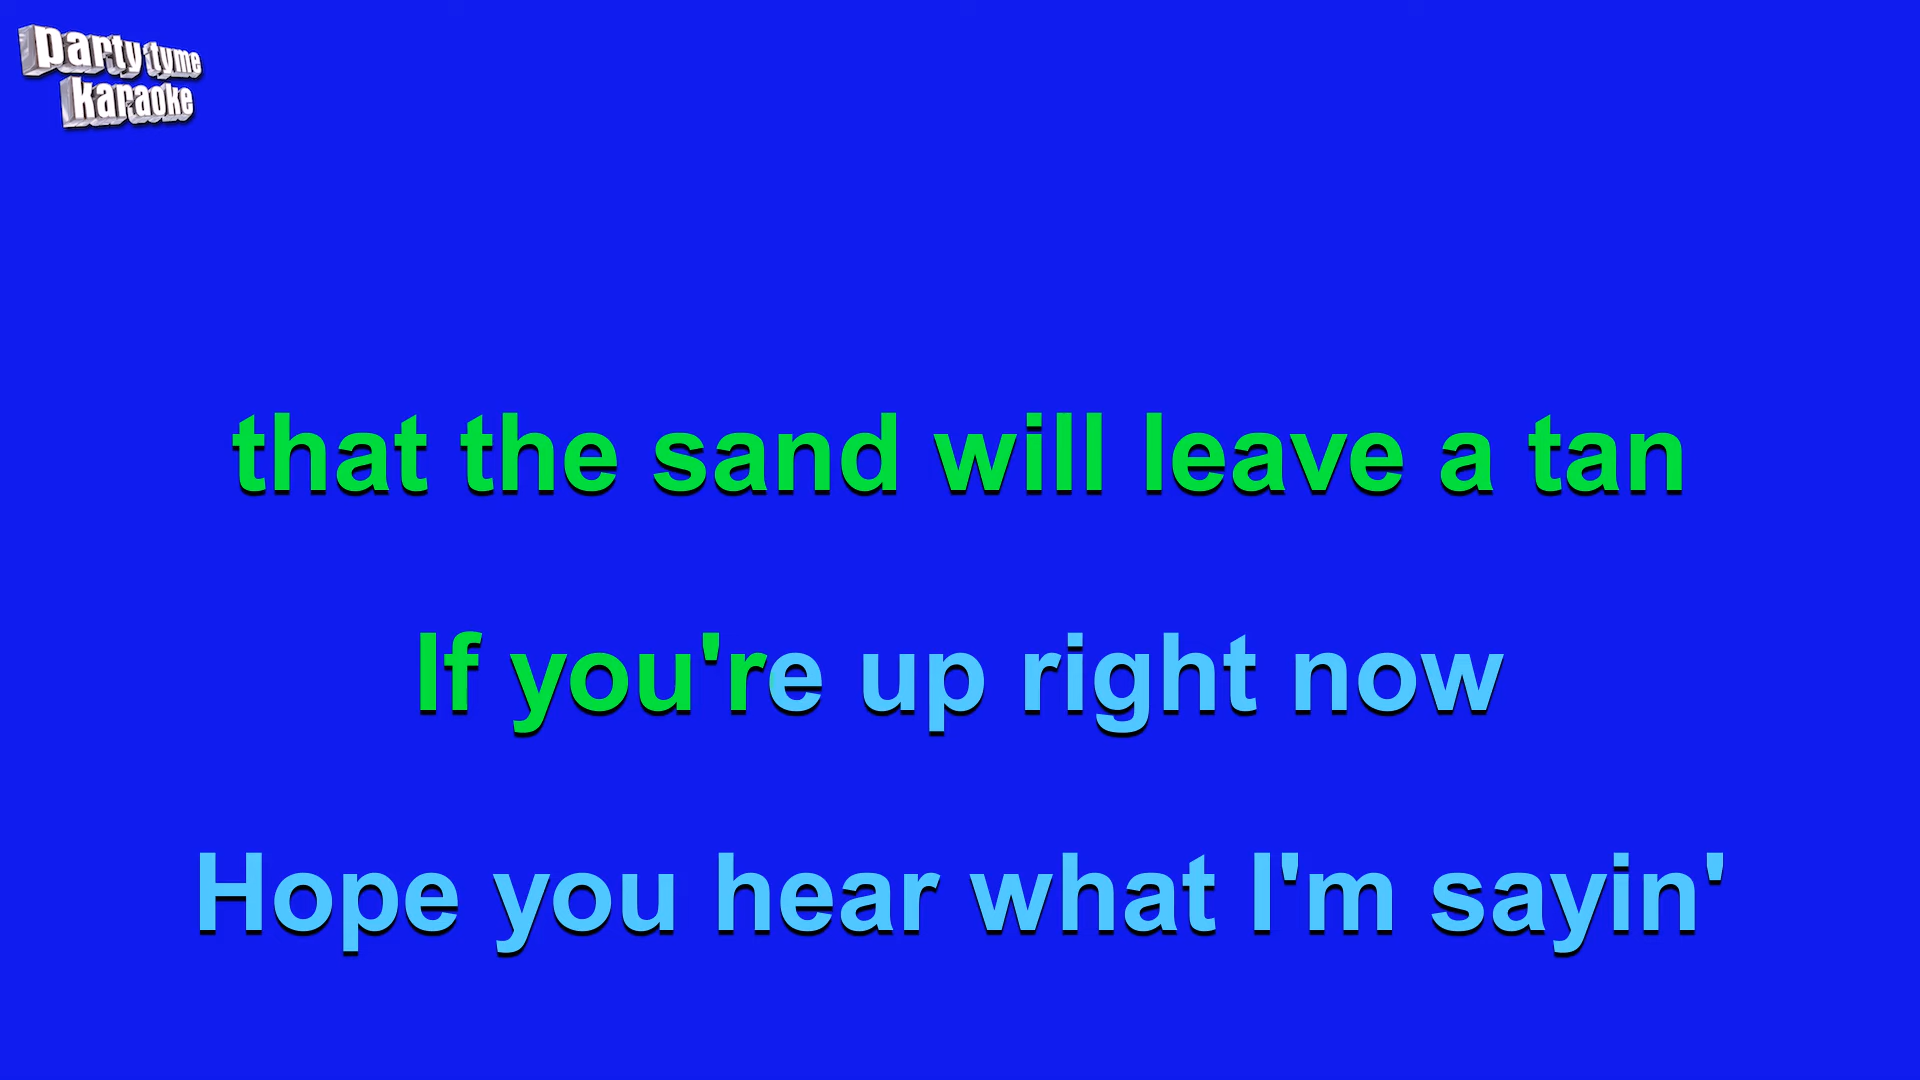 party tyme
karaoke
that the sand will leave a tan
If you're up right now
Hope you hear what I'm sayin'